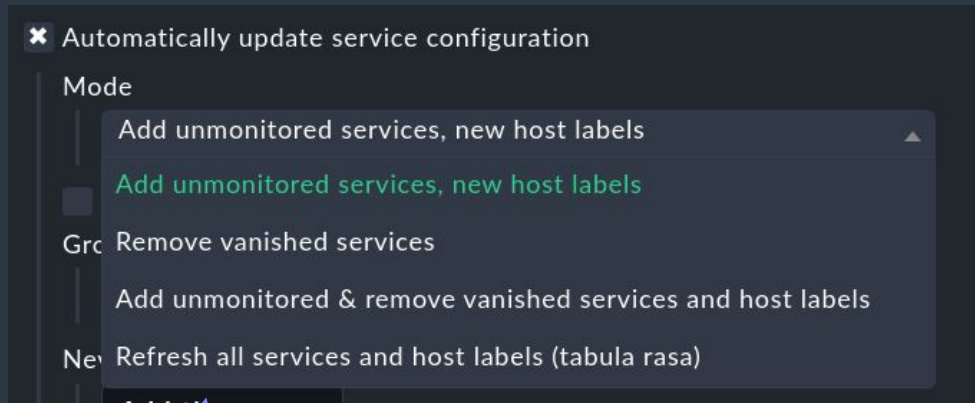 Automatically update service configuration
Mode
Add unmonitored services, new host labels
Add unmonitored services, new host labels
Remove vanished services
Add unmonitored & remove vanished services and host labels
Refresh all services and host labels (tabula rasa)